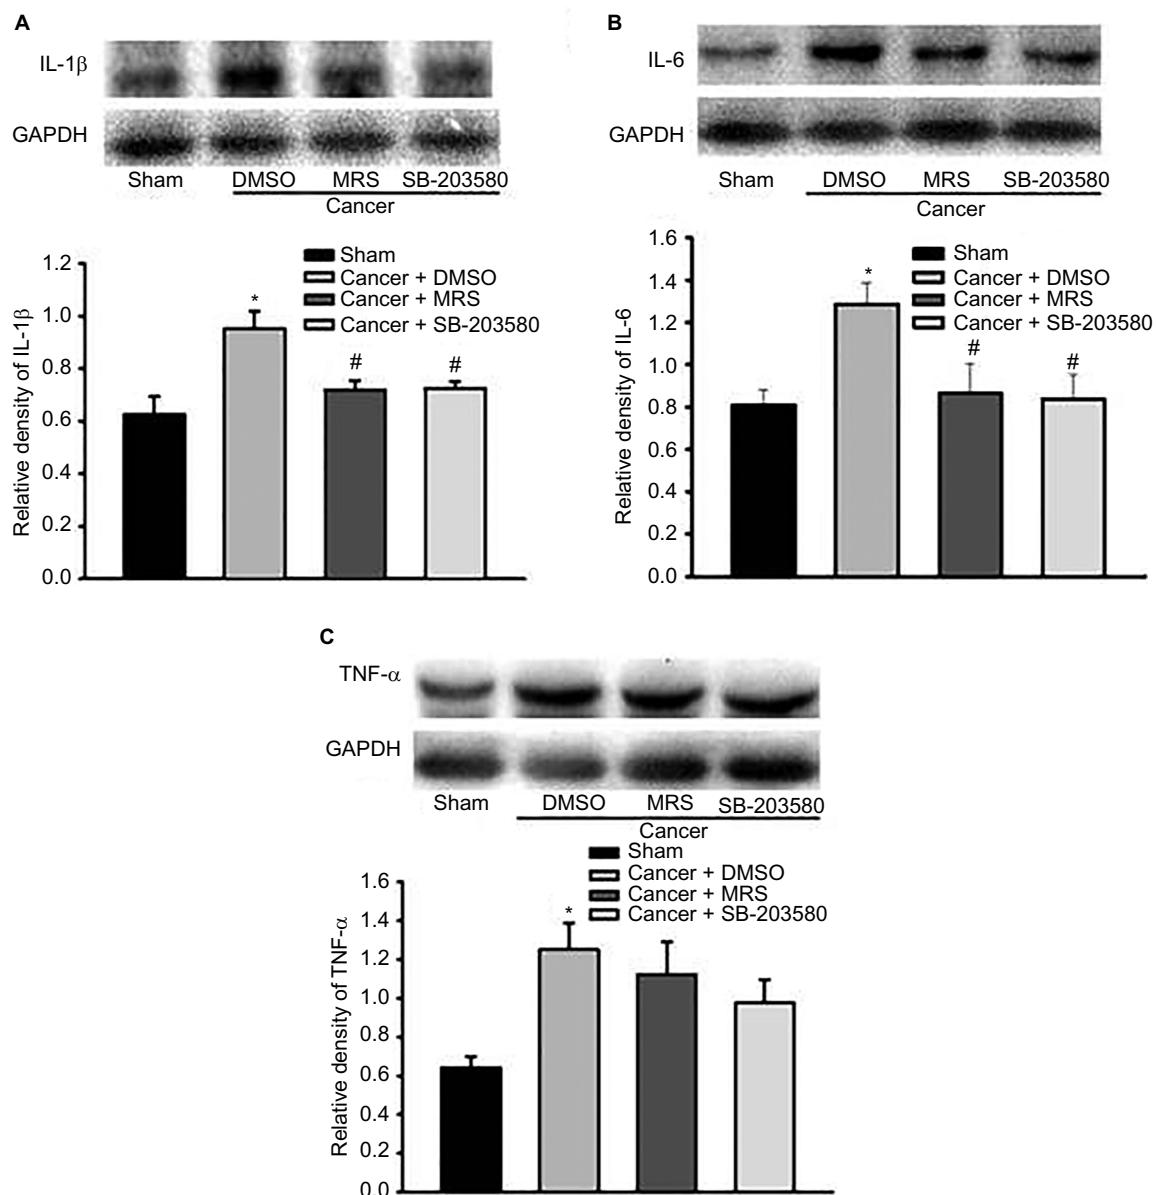 A
IL-1β
GAPDH
Sham DMSO MRS SB-203580
Cancer
Sham
Cancer + DMSO
Cancer + MRS
Cancer + SB-203580
Relative density of IL-1β
1.2
1.0
0.8
0.6
0.4
0.2
0.0
*
#
#
B
IL-6
GAPDH
Sham DMSO MRS SB-203580
Cancer
Sham
Cancer + DMSO
Cancer + MRS
Cancer + SB-203580
Relative density of IL-6
1.6
1.4
1.2
1.0
0.8
0.6
0.4
0.2
0.0
*
#
#
C
TNF-α
GAPDH
Sham DMSO MRS SB-203580
Cancer
Sham
Cancer + DMSO
Cancer + MRS
Cancer + SB-203580
Relative density of TNF-α
1.6
1.4
1.2
1.0
0.8
0.6
0.4
0.2
0.0
*